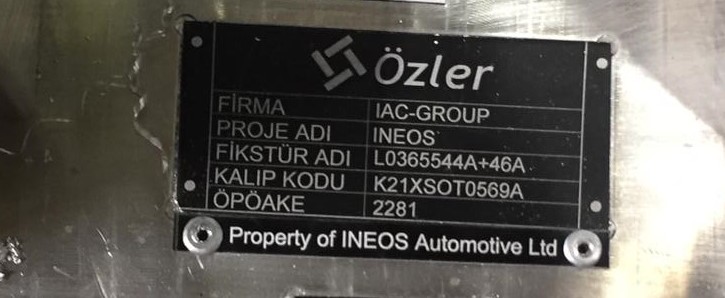 Özler
FİRMA IAC-GROUP
PROJE ADI INEOS
FİKSTÜR ADI L0365544A+46A
KALIP KODU K21XSOT0569A
ÖPÖAKE 2281
Property of INEOS Automotive Ltd